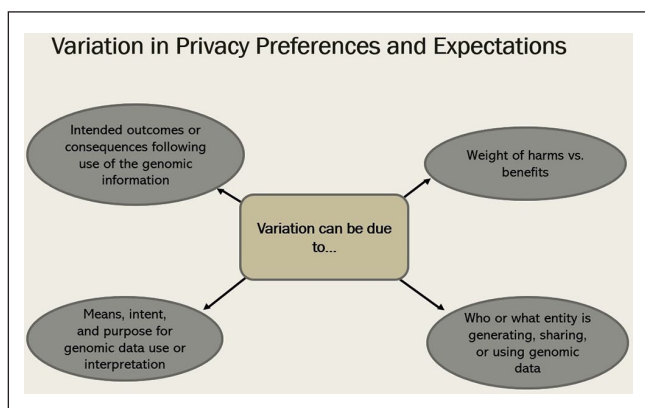 Variation in Privacy Preferences and Expectations
Intended outcomes or
consequences following
use of the genomic
information
Weight of harms vs.
benefits
Variation can be due
to...
Means, intent,
and purpose for
genomic data use or
interpretation
Who or what entity is
generating, sharing,
or using genomic
data